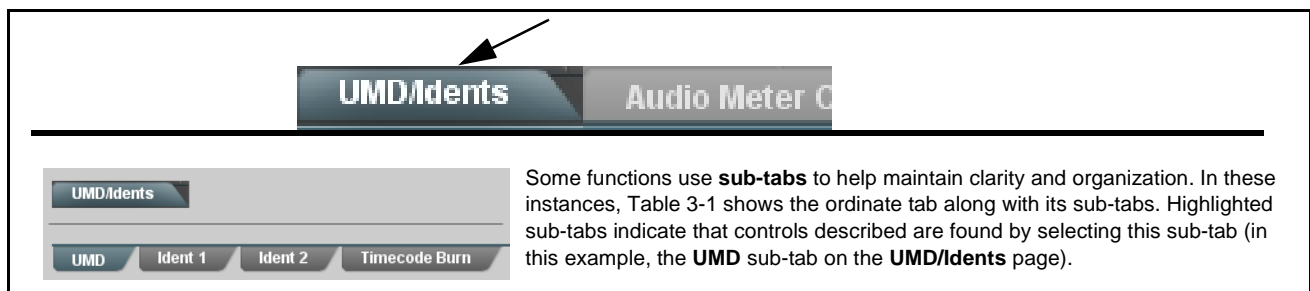 UMD/Idents Audio Meter
UMD/Idents
UMD Ident 1 Ident 2 Timecode Burn
Some functions use sub-tabs to help maintain clarity and organization. In these
instances, Table 3-1 shows the ordinate tab along with its sub-tabs. Highlighted
sub-tabs indicate that controls described are found by selecting this sub-tab (in
this example, the UMD sub-tab on the UMD/Idents page).